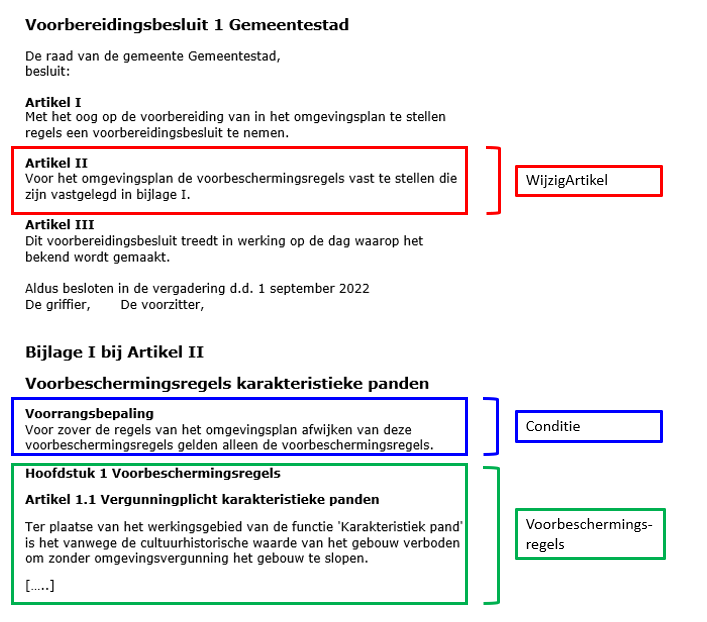 Voorbereidingsbesluit 1 Gemeentestad
De raad van de gemeente Gemeentestad,
besluit:
Artikel I
Met het oog op de voorbereiding van in het omgevingsplan te stellen
regels een voorbereidingsbesluit te nemen.
Artikel II
Voor het omgevingsplan de voorbeschermingsregels vast te stellen die
zijn vastgelegd in bijlage I.
WijzigArtikel
Artikel III
Dit voorbereidingsbesluit treedt in werking op de dag waarop het
bekend wordt gemaakt.
Aldus besloten in de vergadering d.d. 1 september 2022
De griffier, De voorzitter,
Bijlage I bij Artikel II
Voorbeschermingsregels karakteristieke panden
Voorrangsbepaling
Voor zover de regels van het omgevingsplan afwijken van deze
voorbeschermingsregels gelden alleen de voorbeschermingsregels.
Conditie
Hoofdstuk 1 Voorbeschermingsregels
Artikel 1.1 Vergunningplicht karakteristieke panden
Ter plaatse van het werkingsgebied van de functie 'Karakteristiek pand'
is het vanwege de cultuurhistorische waarde van het gebouw verboden
om zonder omgevingsvergunning het gebouw te slopen.
[…..]
Voorbeschermings-
regels